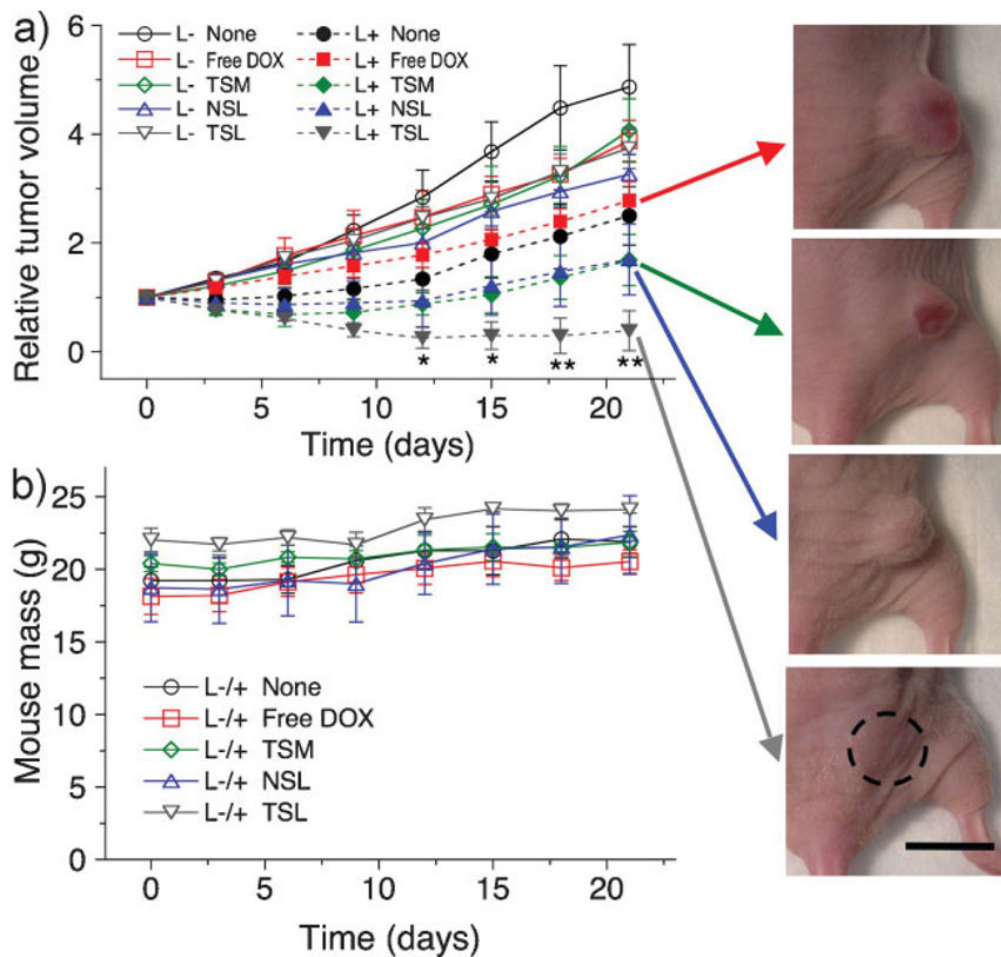 a)
Relative tumor volume
6
4
2
0
L- None
L+ None
L- Free DOX
L+ Free DOX
L- TSM
L+ TSM
L- NSL
L+ NSL
L- TSL
L+ TSL
* * ** **
0 5 10 15 20
Time (days)
b)
Mouse mass (g)
25
20
15
10
5
0
L-/+ None
L-/+ Free DOX
L-/+ TSM
L-/+ NSL
L-/+ TSL
0 5 10 15 20
Time (days)